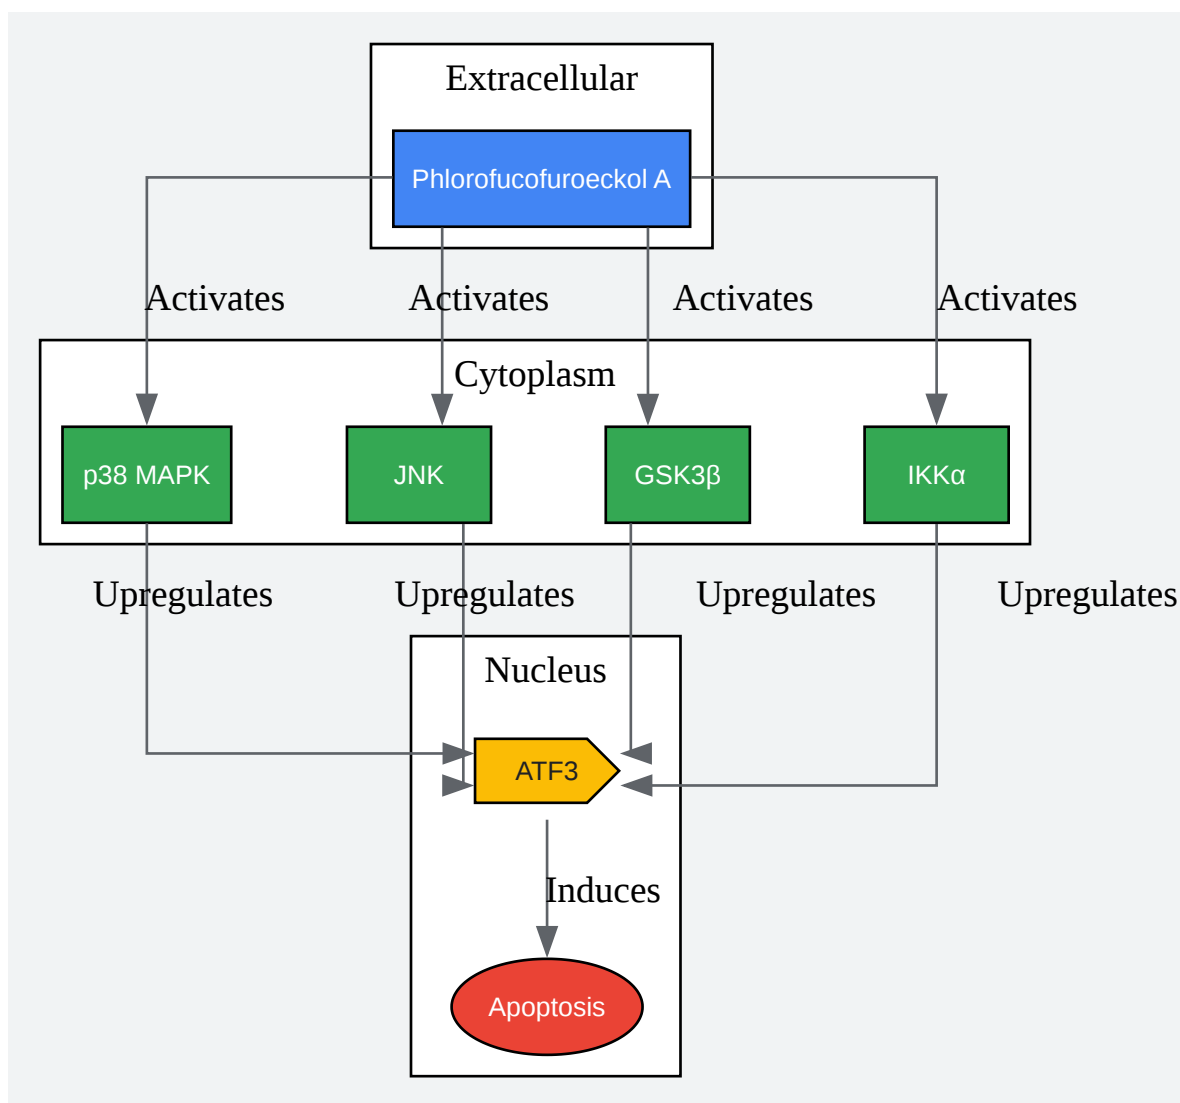 Extracellular
Phlorofucofuroeckol A
Activates
Activates
Activates
Activates
Cytoplasm
p38 MAPK
JNK
GSK3β
IKKα
Upregulates
Upregulates
Upregulates
Upregulates
Nucleus
ATF3
Induces
Apoptosis